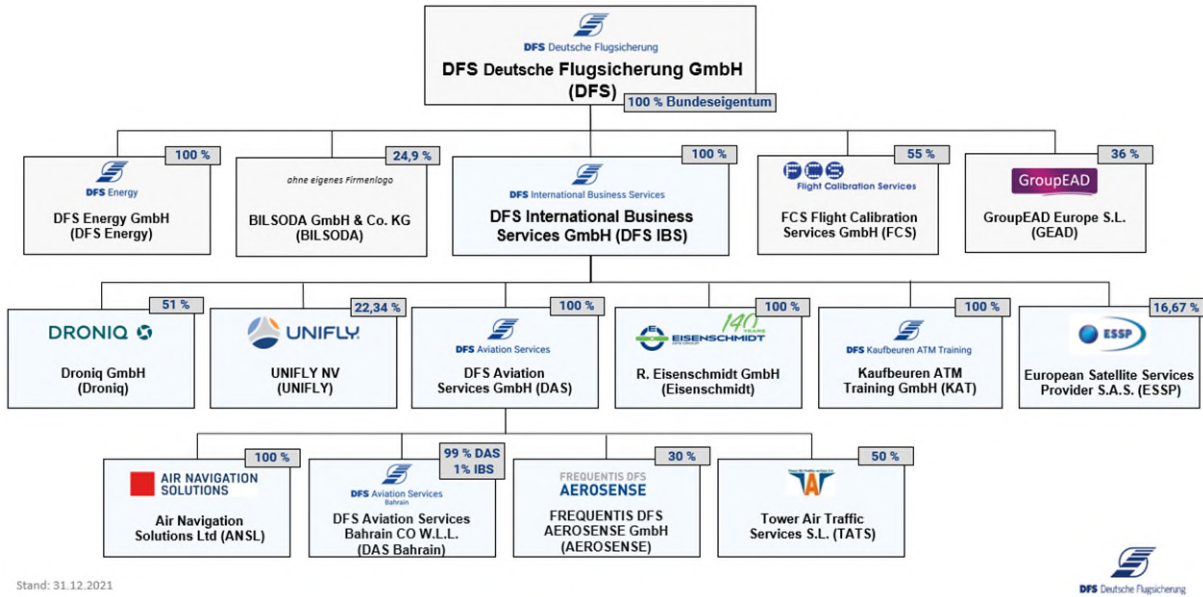 DFS Deutsche Flugsicherung
DFS Deutsche Flugsicherung GmbH
(DFS)
100 % Bundeseigentum
100 %
DFS Energy
DFS Energy GmbH
(DFS Energy)
24,9 %
ohne eigenes Firmenlogo
BILSODA GmbH & Co. KG
(BILSODA)
100 %
DFS International Business Services
DFS International Business
Services GmbH (DFS IBS)
55 %
FCS
Flight Calibration Services
FCS Flight Calibration
Services GmbH (FCS)
36 %
GroupEAD
GroupEAD Europe S.L.
(GEAD)
51 %
DRONIQ
Droniq GmbH
(Droniq)
22,34 %
UNIFLY
UNIFLY NV
(UNIFLY)
100 %
DFS Aviation Services
DFS Aviation
Services GmbH (DAS)
100 %
140
YEARS
EISENSCHMIDT
DFS GROUP
R. Eisenschmidt GmbH
(Eisenschmidt)
100 %
DFS Kaufbeuren ATM Training
Kaufbeuren ATM
Training GmbH (KAT)
16,67 %
ESSP
European Satellite Services
Provider S.A.S. (ESSP)
100 %
AIR NAVIGATION
SOLUTIONS
Air Navigation
Solutions Ltd (ANSL)
99 % DAS
1% IBS
DFS Aviation Services
Bahrain
DFS Aviation Services
Bahrain CO W.L.L.
(DAS Bahrain)
30 %
FREQUENTIS DFS
AEROSENSE
FREQUENTIS DFS
AEROSENSE GmbH
(AEROSENSE)
50 %
Tower Air Traffic
Services S.L. (TATS)
Stand: 31.12.2021
DFS Deutsche Flugsicherung